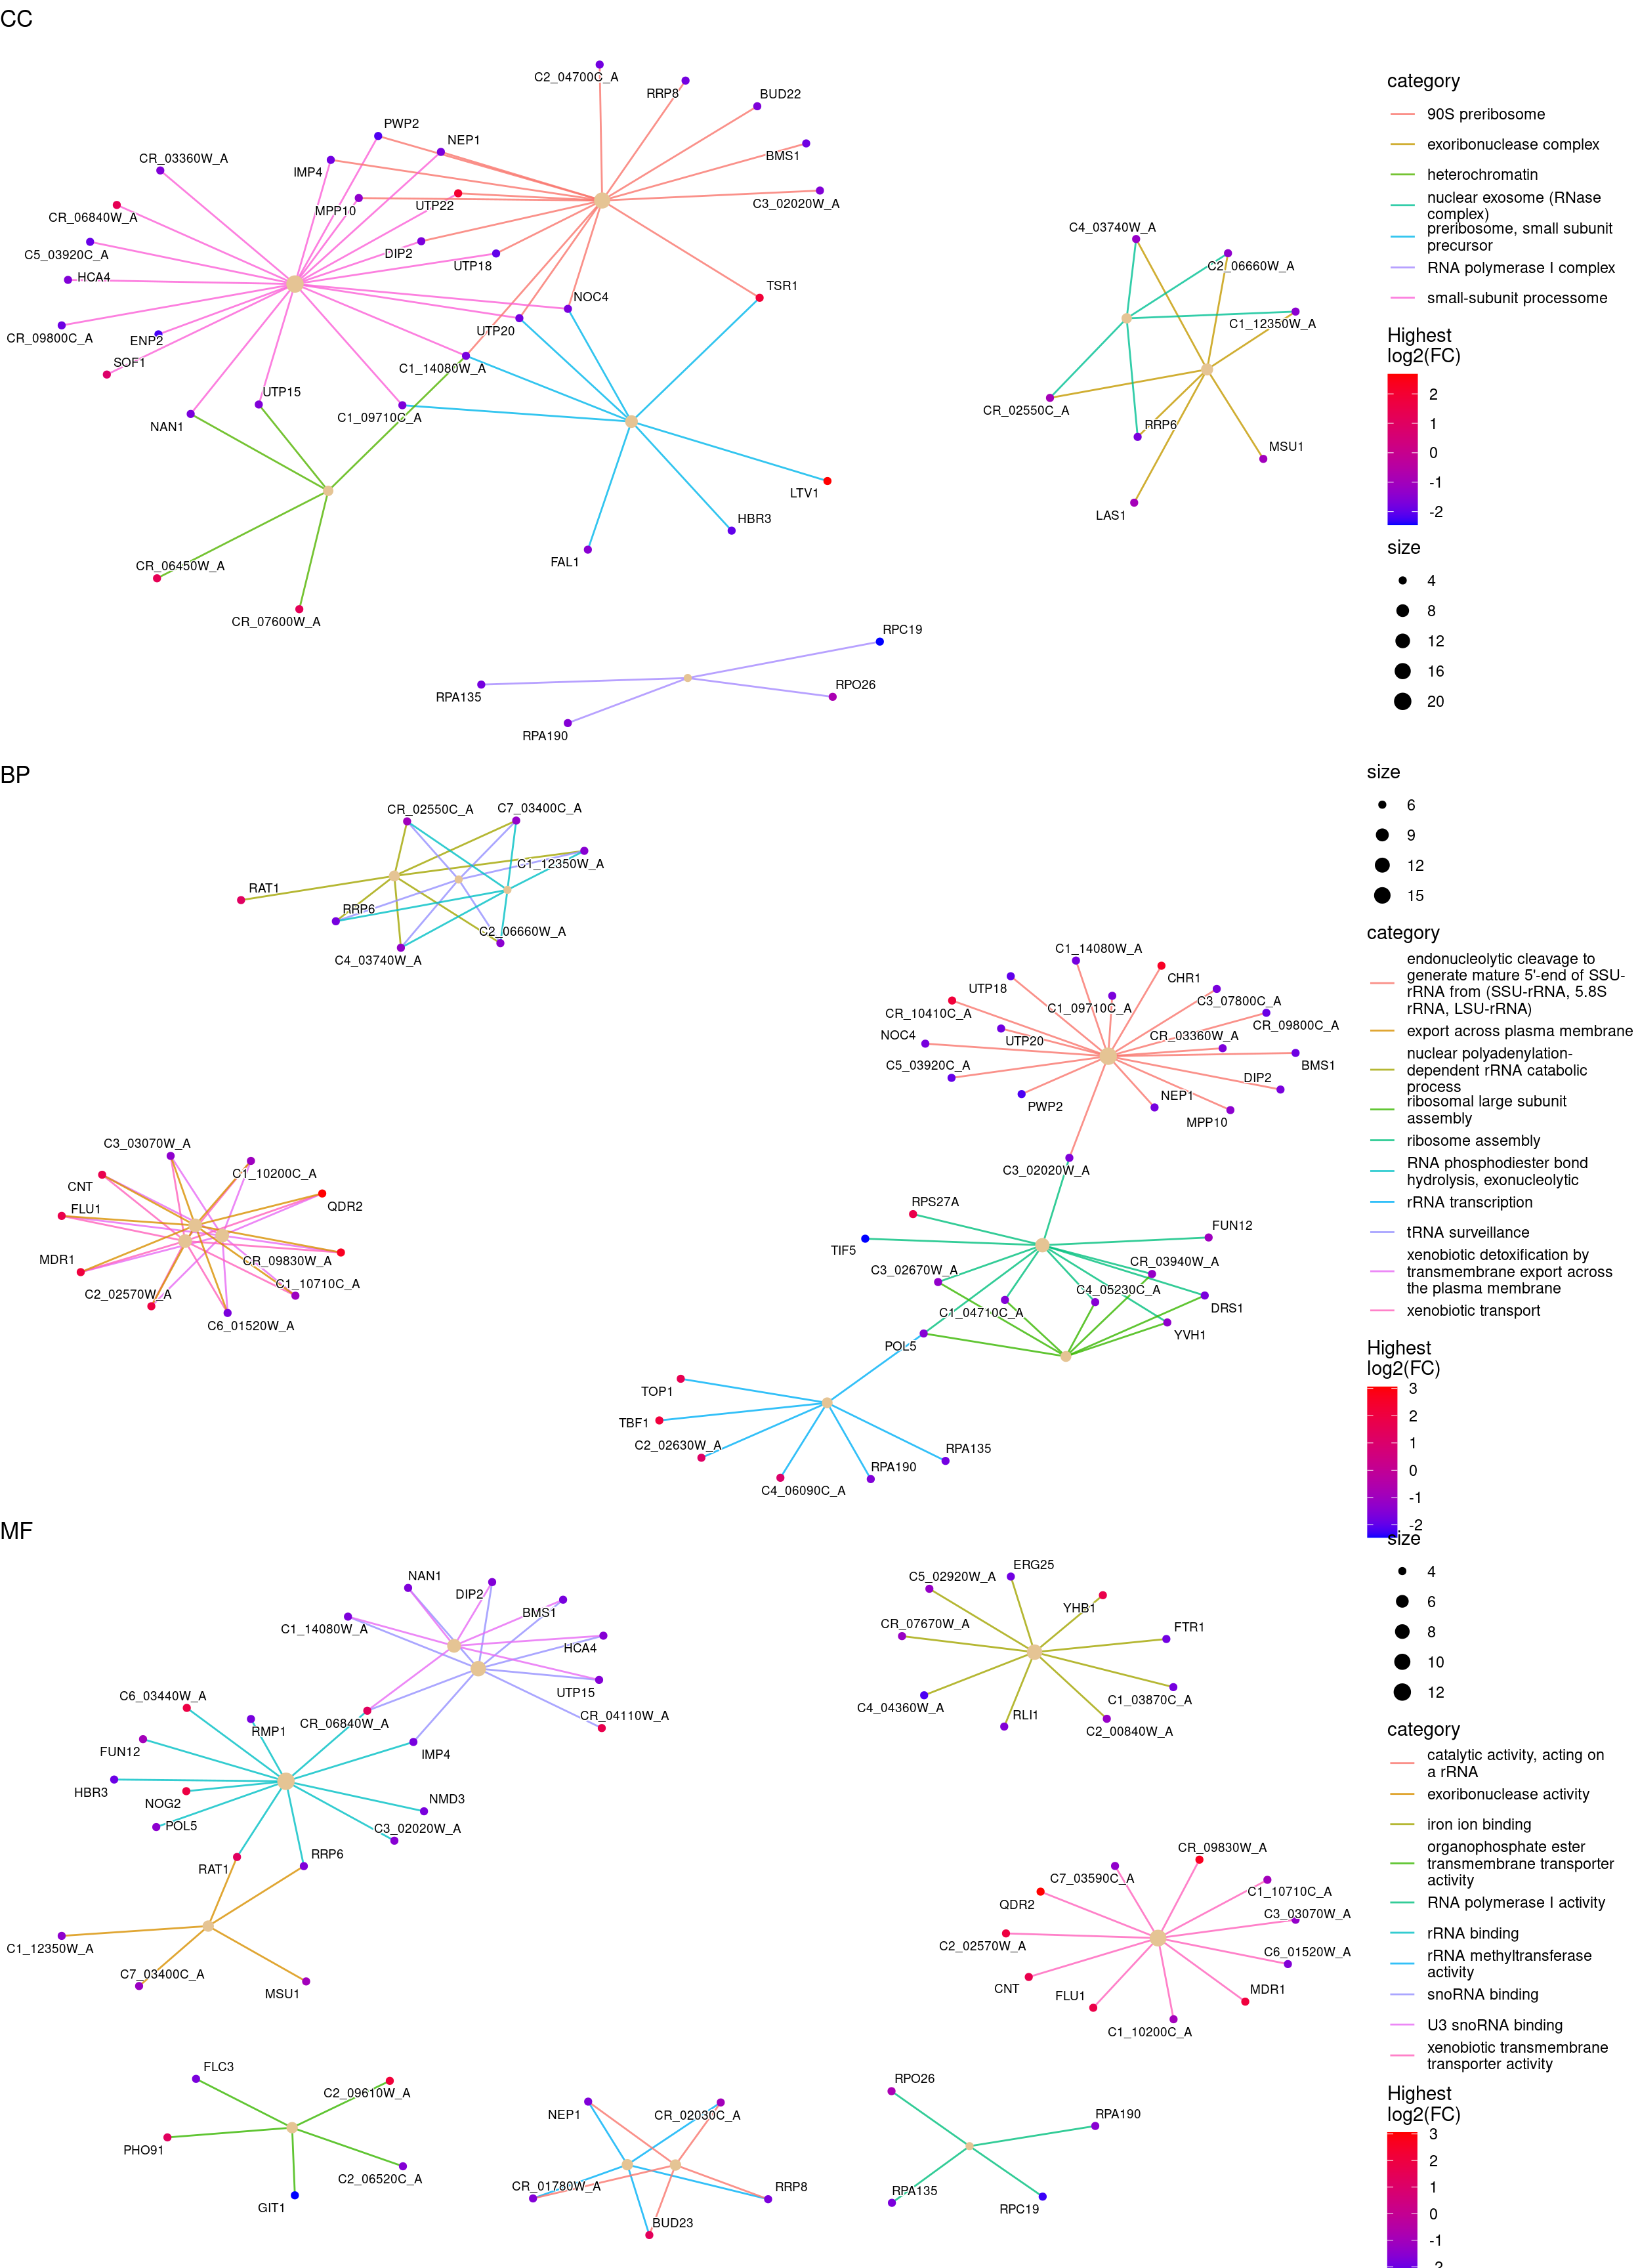 CC
C2_04700C_A
RRP8
BUD22
PWP2
NEP1
BMS1
CR_03360W_A
IMP4
C3_02020W_A
CR_06840W_A
MPP10
UTP22
C5_03920C_A
DIP2
UTP18
HCA4
TSR1
NOC4
CR_09800C_A
ENP2
UTP20
SOF1
C1_14080W_A
UTP15
C1_09710C_A
NAN1
LTV1
HBR3
FAL1
CR_06450W_A
CR_07600W_A
RPC19
RPA135
RPO26
RPA190
C4_03740W_A
C2_06660W_A
C1_12350W_A
CR_02550C_A
RRP6
MSU1
LAS1
category
90S preribosome
exoribonuclease complex
heterochromatin
nuclear exosome (RNase
complex)
preribosome, small subunit
precursor
RNA polymerase I complex
small-subunit processome
Highest
log2(FC)
2
1
0
-1
-2
size
4
8
12
16
20
BP
CR_02550C_A
C7_03400C_A
C1_12350W_A
RAT1
RRP6
C2_06660W_A
C4_03740W_A
C1_14080W_A
UTP18
CHR1
C3_07800C_A
CR_10410C_A
C1_09710C_A
CR_09800C_A
NOC4
UTP20
CR_03360W_A
C5_03920C_A
BMS1
DIP2
PWP2
NEP1
MPP10
C3_02020W_A
C3_03070W_A
CNT
C1_10200C_A
FLU1
QDR2
MDR1
CR_09830W_A
C1_10710C_A
C2_02570W_A
C6_01520W_A
RPS27A
FUN12
TIF5
C3_02670W_A
CR_03940W_A
C4_05230C_A
C1_04710C_A
DRS1
YVH1
POL5
TOP1
TBF1
C2_02630W_A
RPA135
RPA190
C4_06090C_A
size
6
9
12
15
category
endonucleolytic cleavage to
generate mature 5'-end of SSU-
rRNA from (SSU-rRNA, 5.8S
rRNA, LSU-rRNA)
export across plasma membrane
nuclear polyadenylation-
dependent rRNA catabolic
process
ribosomal large subunit
assembly
ribosome assembly
RNA phosphodiester bond
hydrolysis, exonucleolytic
rRNA transcription
tRNA surveillance
xenobiotic detoxification by
transmembrane export across
the plasma membrane
xenobiotic transport
Highest
log2(FC)
3
2
1
0
-1
-2
MF
NAN1
DIP2
BMS1
C1_14080W_A
HCA4
UTP15
C6_03440W_A
CR_06840W_A
CR_04110W_A
RMP1
FUN12
IMP4
HBR3
NOG2
NMD3
POL5
C3_02020W_A
RAT1
RRP6
C1_12350W_A
C7_03400C_A
MSU1
ERG25
C5_02920W_A
YHB1
CR_07670W_A
FTR1
C4_04360W_A
C1_03870C_A
RLI1
C2_00840W_A
CR_09830W_A
C7_03590C_A
C1_10710C_A
QDR2
C3_03070W_A
C2_02570W_A
C6_01520W_A
CNT
FLU1
MDR1
C1_10200C_A
FLC3
C2_09610W_A
PHO91
C2_06520C_A
GIT1
NEP1
CR_02030C_A
CR_01780W_A
RRP8
BUD23
RPO26
RPA190
RPA135
RPC19
size
4
6
8
10
12
category
catalytic activity, acting on
a rRNA
exoribonuclease activity
iron ion binding
organophosphate ester
transmembrane transporter
activity
RNA polymerase I activity
rRNA binding
rRNA methyltransferase
activity
snoRNA binding
U3 snoRNA binding
xenobiotic transmembrane
transporter activity
Highest
log2(FC)
3
2
1
0
-1